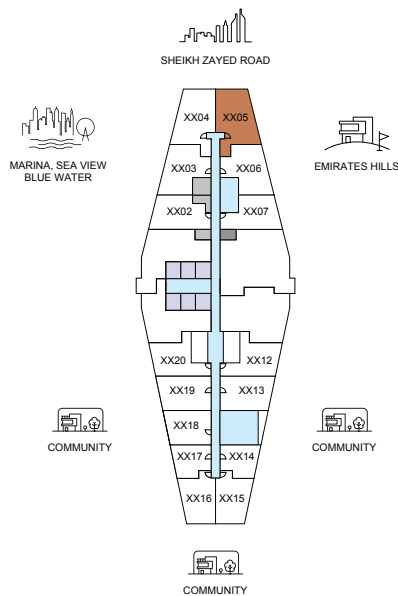 SHEIKH ZAYED ROAD
XX04
XX05
MARINA, SEA VIEW
BLUE WATER
EMIRATES HILLS
XX03
XX06
XX02
XX07
XX20
XX12
XX19
XX13
XX18
XX17
XX14
XX16
XX15
COMMUNITY
COMMUNITY
COMMUNITY